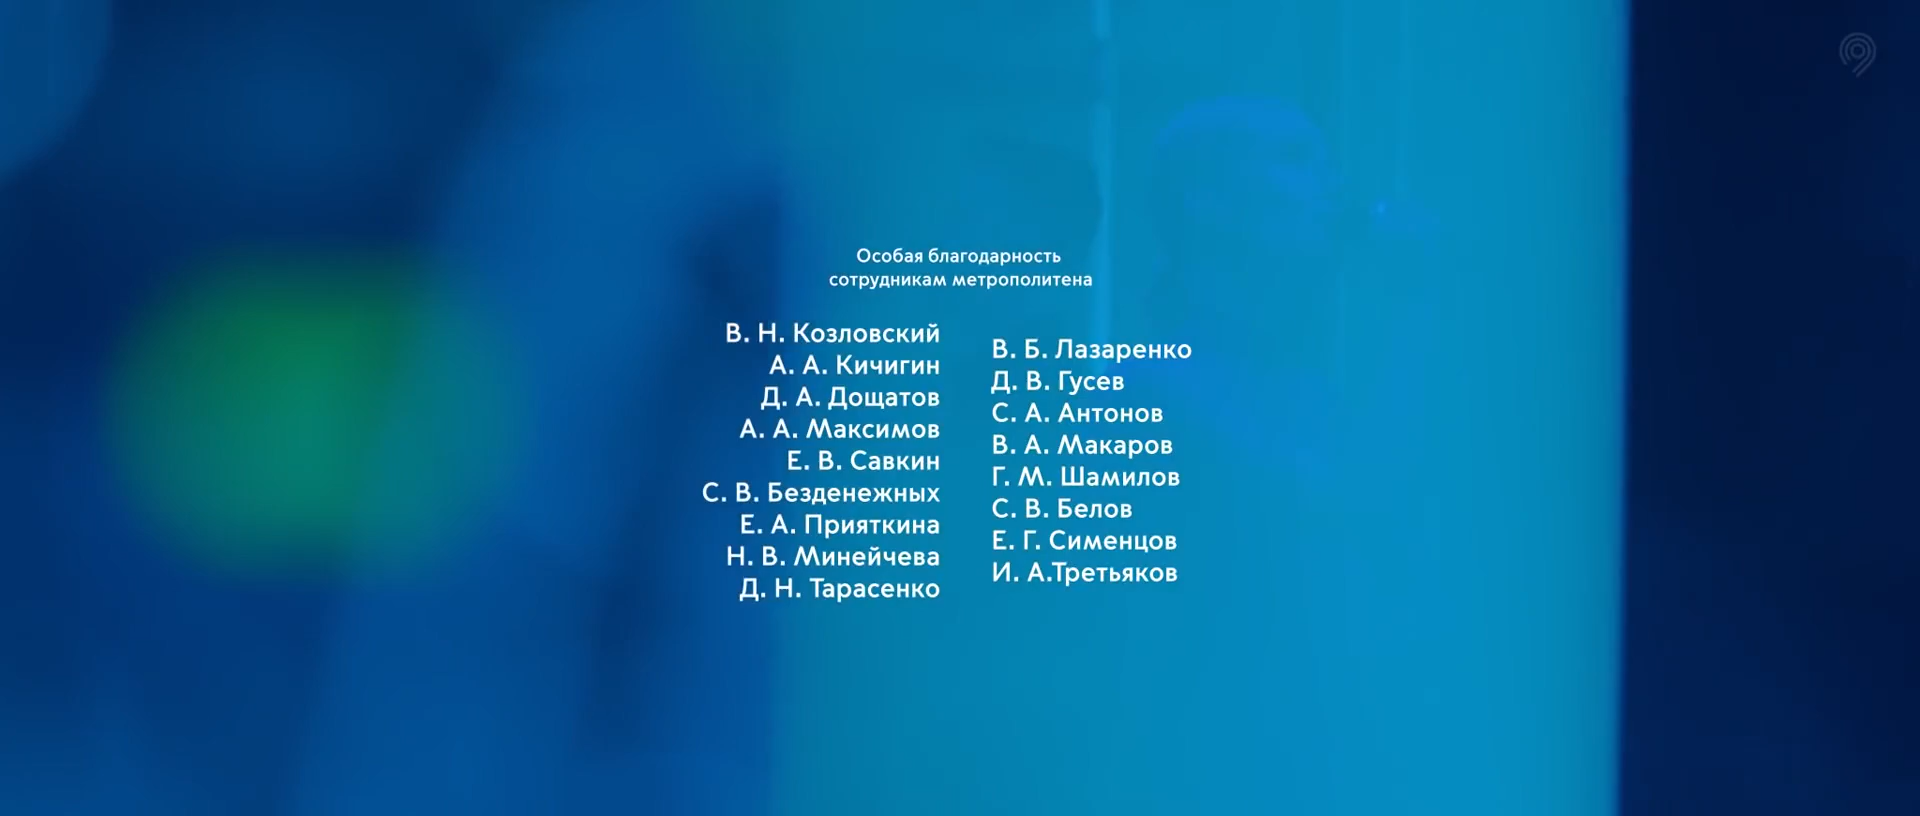 Особая благодарность
сотрудникам метрополитена
В. Н. Козловский
А. А. Кичигин
Д. А. Дощатов
А. А. Максимов
Е. В. Савкин
С. В. Безденежных
Е. А. Прияткина
Н. В. Минейчева
Д. Н. Тарасенко
В. Б. Лазаренко
Д. В. Гусев
С. А. Антонов
В. А. Макаров
Г. М. Шамилов
С. В. Белов
Е. Г. Сименцов
И. А.Третьяков